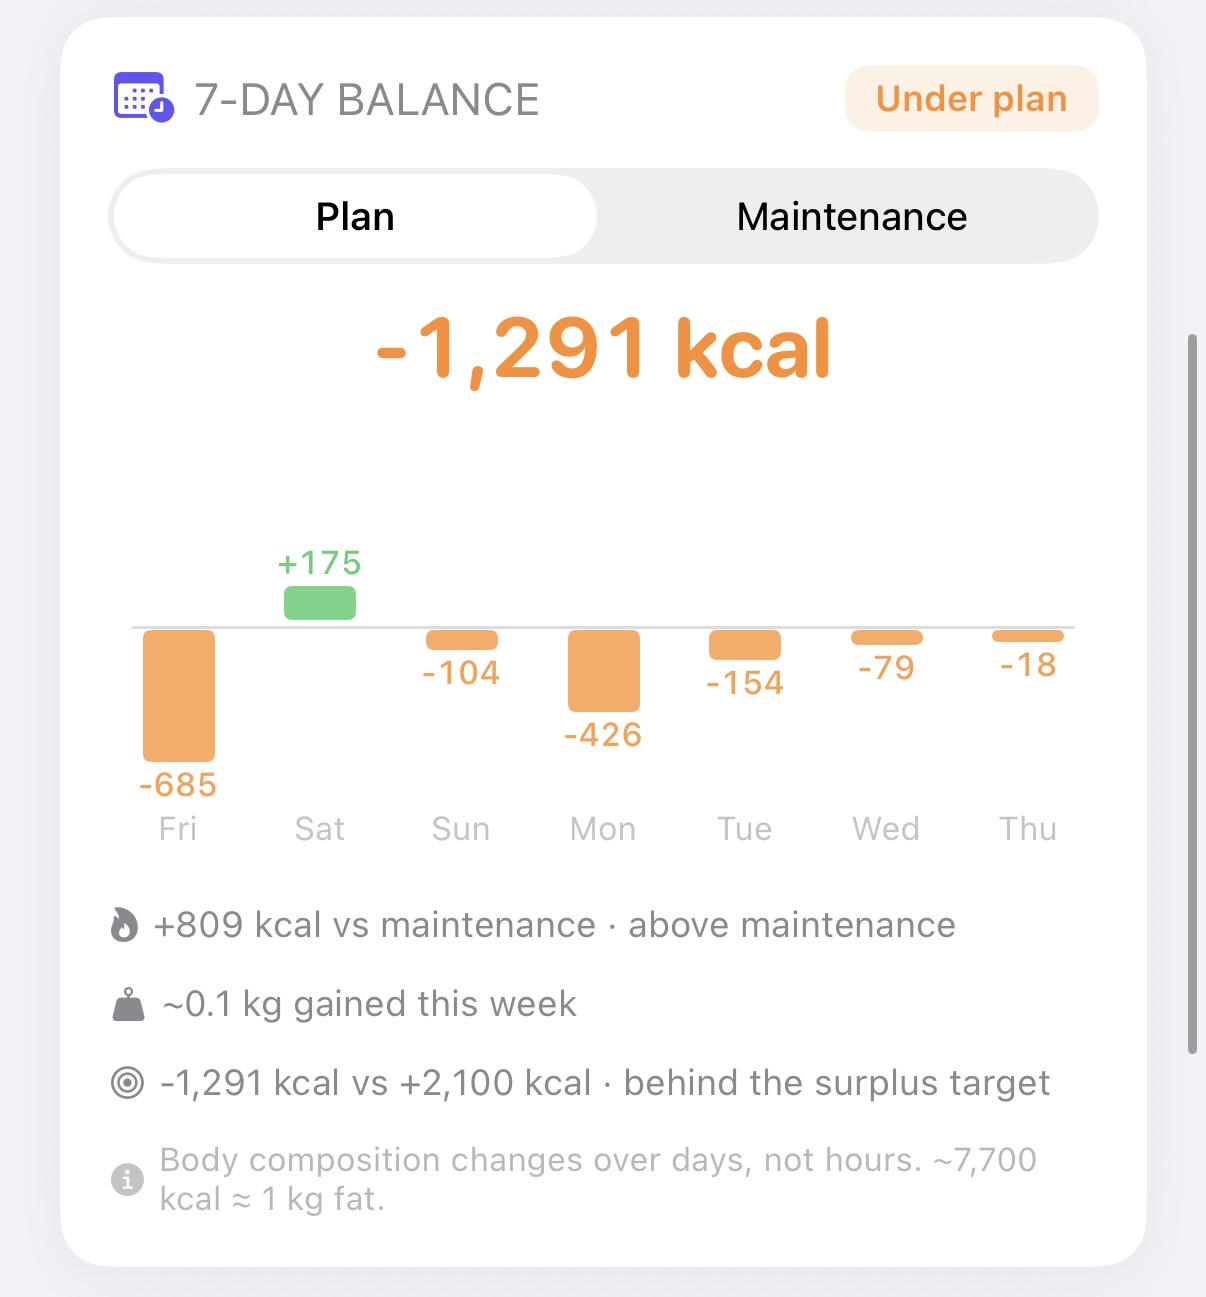 7-DAY BALANCE
Under plan
Plan
Maintenance
-1,291 kcal
+175
-104
-426
-154
-79
-18
-685
Fri
Sat
Sun
Mon
Tue
Wed
Thu
+809 kcal vs maintenance · above maintenance
~0.1 kg gained this week
-1,291 kcal vs +2,100 kcal · behind the surplus target
Body composition changes over days, not hours. ~7,700
kcal ≈ 1 kg fat.